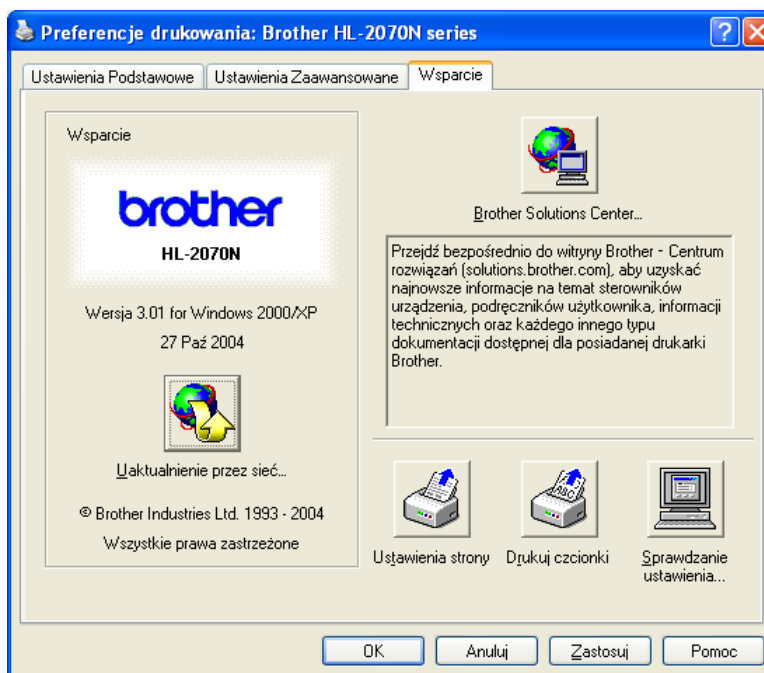 Preferencje drukowania: Brother HL-2070N series
Ustawienia Podstawowe
Ustawienia Zaawansowane
Wsparcie
Wsparcie
brother
HL-2070N
Wersja 3.01 for Windows 2000/XP
27 Paź 2004
Uaktualnienie przez sieć...
© Brother Industries Ltd. 1993 - 2004
Wszystkie prawa zastrzeżone
Brother Solutions Center...
Przejdź bezpośrednio do witryny Brother - Centrum
rozwiązań (solutions.brother.com), aby uzyskać
najnowsze informacje na temat sterowników
urządzenia, podręczników użytkownika, informacji
technicznych oraz każdego innego typu
dokumentacji dostępnej dla posiadanej drukarki
Brother.
Ustawienia strony
Drukuj czcionki
Sprawdzanie
ustawienia...
OK
Anuluj
Zastosuj
Pomoc